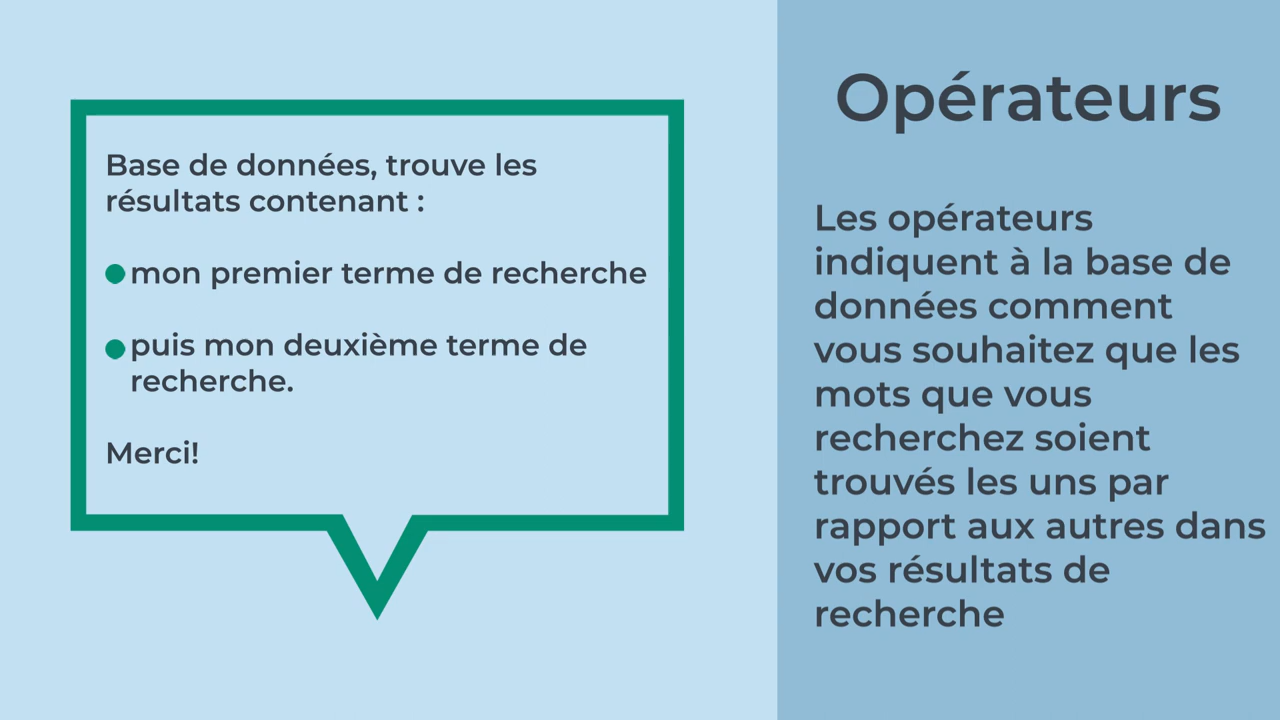 Base de données, trouve les
résultats contenant :
mon premier terme de recherche
puis mon deuxième terme de
recherche.
Merci!
Opérateurs
Les opérateurs
indiquent à la base de
données comment
vous souhaitez que les
mots que vous
recherchez soient
trouvés les uns par
rapport aux autres dans
vos résultats de
recherche